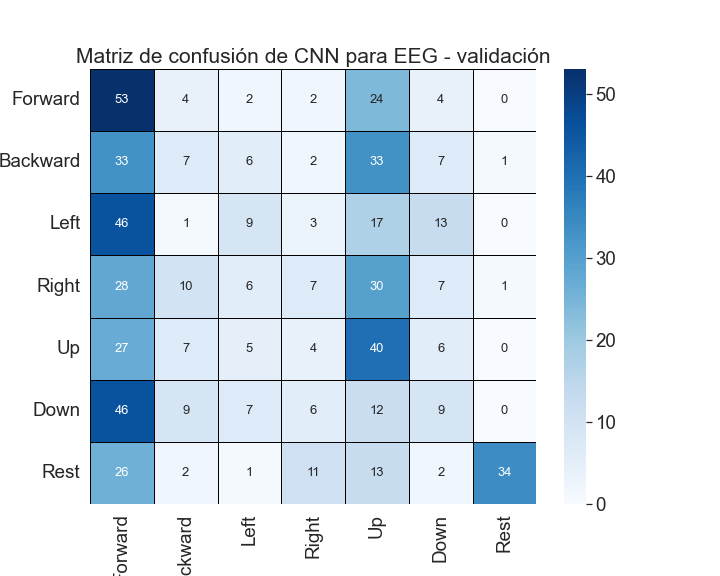 Matriz de confusión de CNN para EEG - validación
Forward 53 4 2 2 24 4 0
Backward 33 7 6 2 33 7 1
Left 46 1 9 3 17 13 0
Right 28 10 6 7 30 7 1
Up 27 7 5 4 40 6 0
Down 46 9 7 6 12 9 0
Rest 26 2 1 11 13 2 34
Forward ckward Left Right Up Down Rest
50
40
30
20
10
0